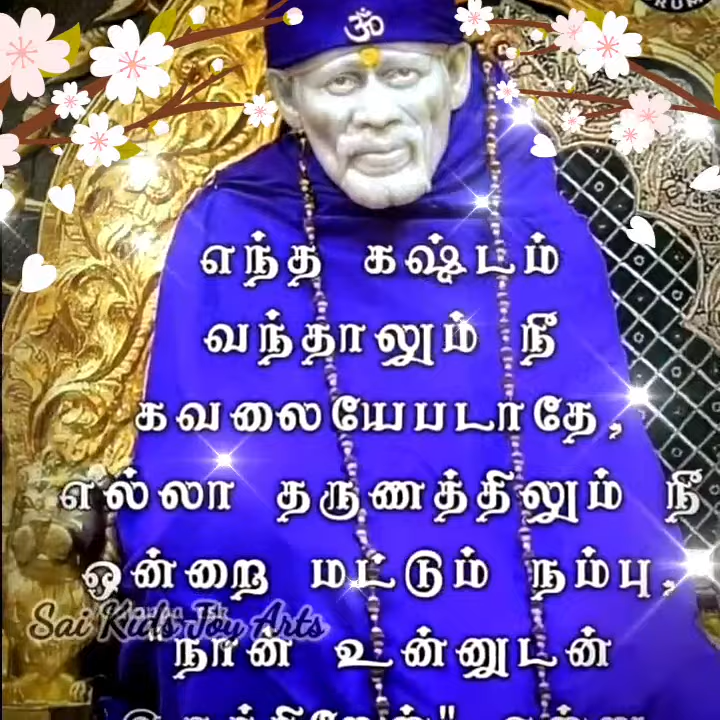 ॐ
எந்த கஷ்டம்
வந்தாலும் நீ
கவலையேபடாதே,
எல்லா தருணத்திலும் நீ
ஒன்றை மட்டும் நம்பு,
Sai Kids Joy Arts
"நான் உன்னுடன்